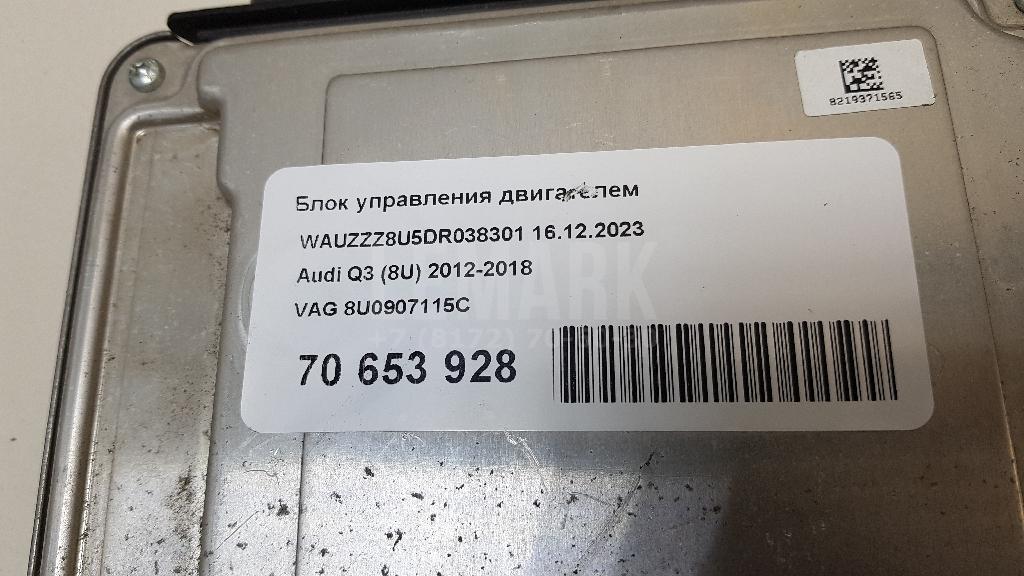 8219371565
Блок управления двигателем
WAUZZZ8U5DR038301 16.12.2023
Audi Q3 (8U) 2012-2018
VAG 8U0907115C
70 653 928